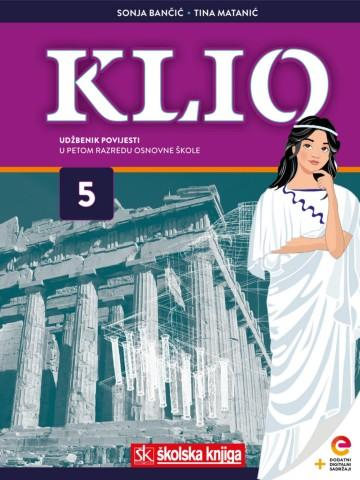 SONJA BANČIĆ • TINA MATANIĆ
KLIO
UDŽBENIK POVIJESTI
U PETOM RAZREDU OSNOVNE ŠKOLE
5
sk školska knjiga
e
+ DODATNI
DIGITALNI
SADRŽAJI